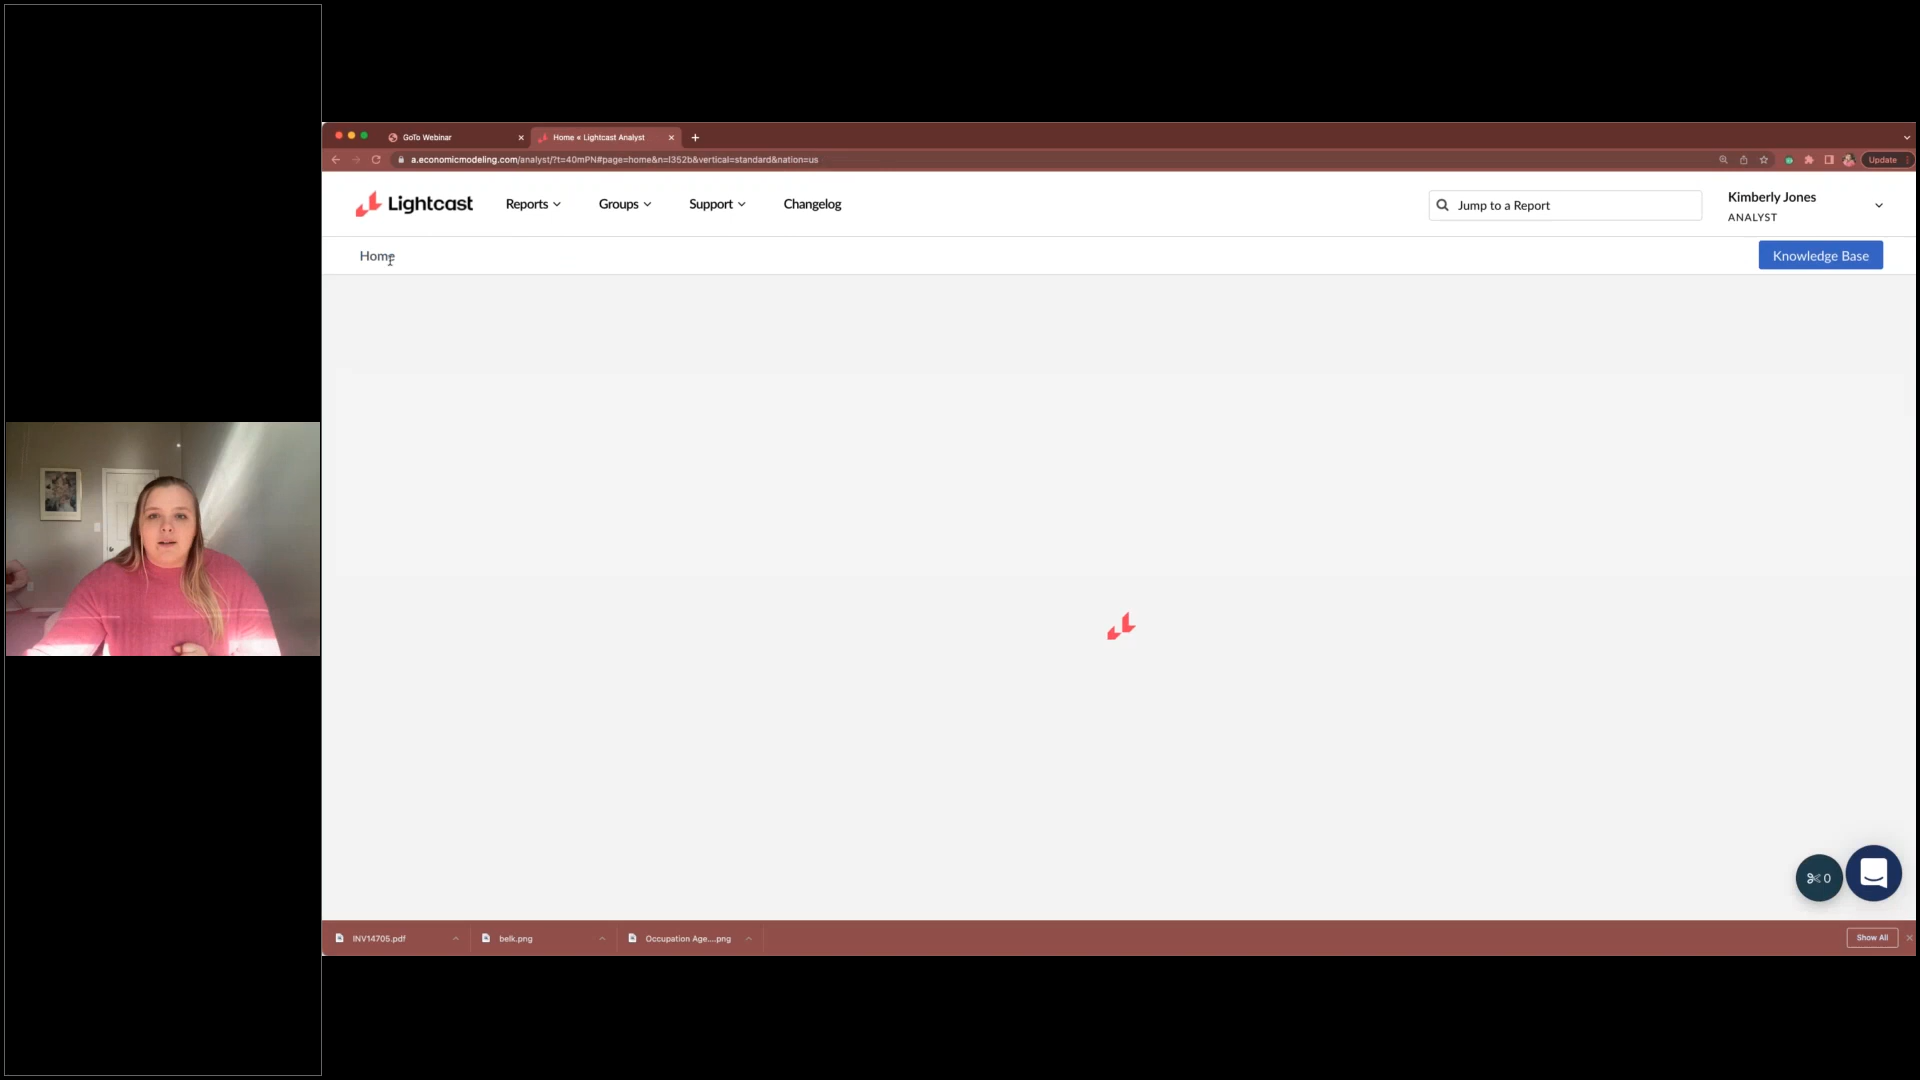 GoTo Webinar
Home « Lightcast Analyst
a.economicmodeling.com/analyst/?t=40mPN#page=home&n=I352b&vertical=standard&nation=us
Update
Lightcast
Reports
Groups
Support
Changelog
Jump to a Report
Kimberly Jones
ANALYST
Home
Knowledge Base
0
INV14705.pdf
belk.png
Occupation Age....png
Show All